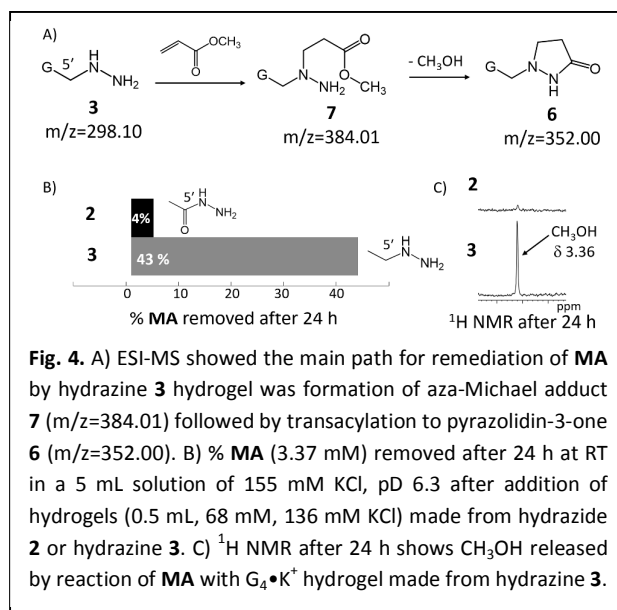 A)
G 5′ H N NH₂
O OCH₃
3
m/z=298.10
G N NH₂ O O CH₃
7
m/z=384.01
- CH₃OH
G N NH O
6
m/z=352.00
B)
2 4% 5′ O H N NH₂
3 43 % 5′ H N NH₂
0 10 20 30 40
% MA removed after 24 h
C)
2
3
CH₃OH
δ 3.36
ppm
¹H NMR after 24 h
Fig. 4. A) ESI-MS showed the main path for remediation of MA
by hydrazine 3 hydrogel was formation of aza-Michael adduct
7 (m/z=384.01) followed by transacylation to pyrazolidin-3-one
6 (m/z=352.00). B) % MA (3.37 mM) removed after 24 h at RT
in a 5 mL solution of 155 mM KCl, pD 6.3 after addition of
hydrogels (0.5 mL, 68 mM, 136 mM KCl) made from hydrazide
2 or hydrazine 3. C) ¹H NMR after 24 h shows CH₃OH released
by reaction of MA with G₄•K⁺ hydrogel made from hydrazine 3.